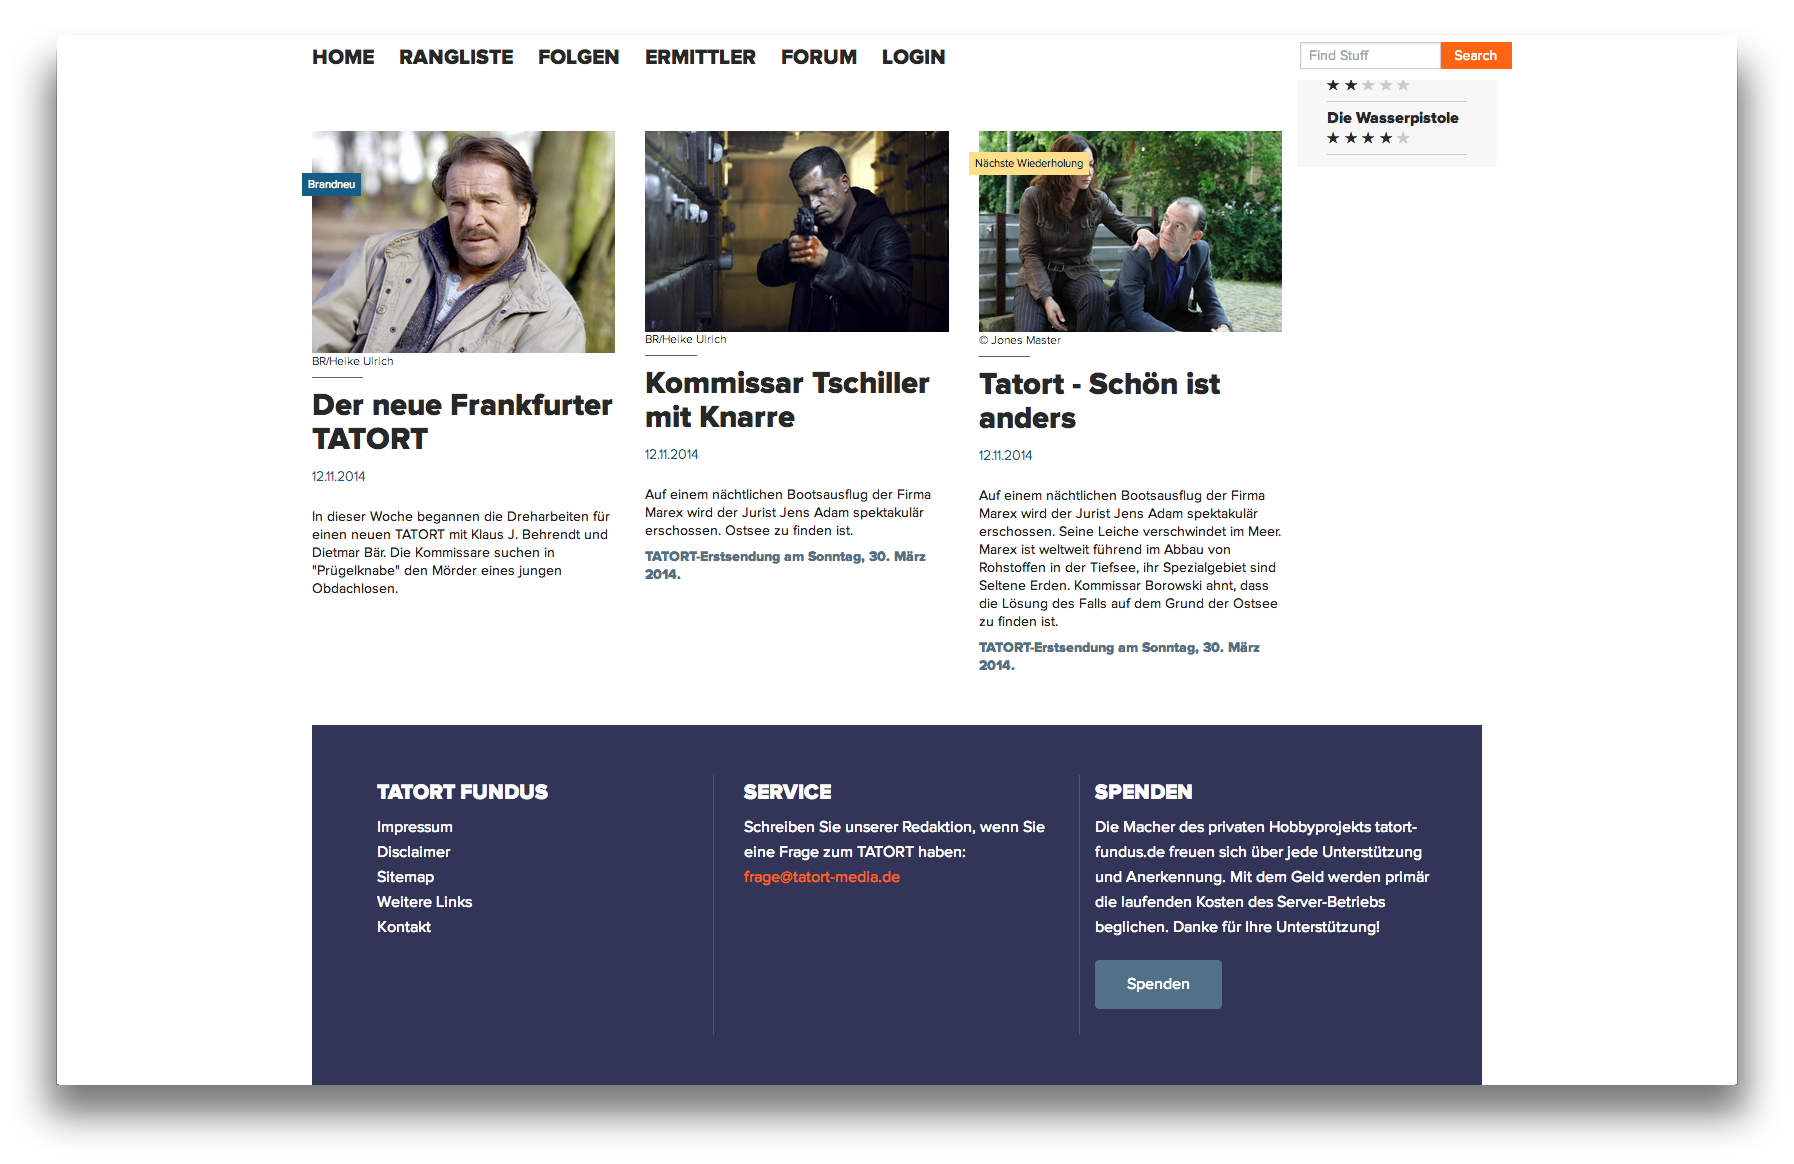 HOME RANGLISTE FOLGEN ERMITTLER FORUM LOGIN
Find Stuff Search
Die Wasserpistole
Brandneu
BR/Heike Ulrich
Der neue Frankfurter
TATORT
12.11.2014
In dieser Woche begannen die Dreharbeiten für
einen neuen TATORT mit Klaus J. Behrendt und
Dietmar Bär. Die Kommissare suchen in
"Prügelknabe" den Mörder eines jungen
Obdachlosen.
BR/Heike Ulrich
Kommissar Tschiller
mit Knarre
12.11.2014
Auf einem nächtlichen Bootsausflug der Firma
Marex wird der Jurist Jens Adam spektakulär
erschossen. Ostsee zu finden ist.
TATORT-Erstsendung am Sonntag, 30. März
2014.
Nächste Wiederholung
© Jones Master
Tatort - Schön ist
anders
12.11.2014
Auf einem nächtlichen Bootsausflug der Firma
Marex wird der Jurist Jens Adam spektakulär
erschossen. Seine Leiche verschwindet im Meer.
Marex ist weltweit führend im Abbau von
Rohstoffen in der Tiefsee, ihr Spezialgebiet sind
Seltene Erden. Kommissar Borowski ahnt, dass
die Lösung des Falls auf dem Grund der Ostsee
zu finden ist.
TATORT-Erstsendung am Sonntag, 30. März
2014.
TATORT FUNDUS
Impressum
Disclaimer
Sitemap
Weitere Links
Kontakt
SERVICE
Schreiben Sie unserer Redaktion, wenn Sie
eine Frage zum TATORT haben:
frage@tatort-media.de
SPENDEN
Die Macher des privaten Hobbyprojekts tatort-
fundus.de freuen sich über jede Unterstützung
und Anerkennung. Mit dem Geld werden primär
die laufenden Kosten des Server-Betriebs
beglichen. Danke für Ihre Unterstützung!
Spenden